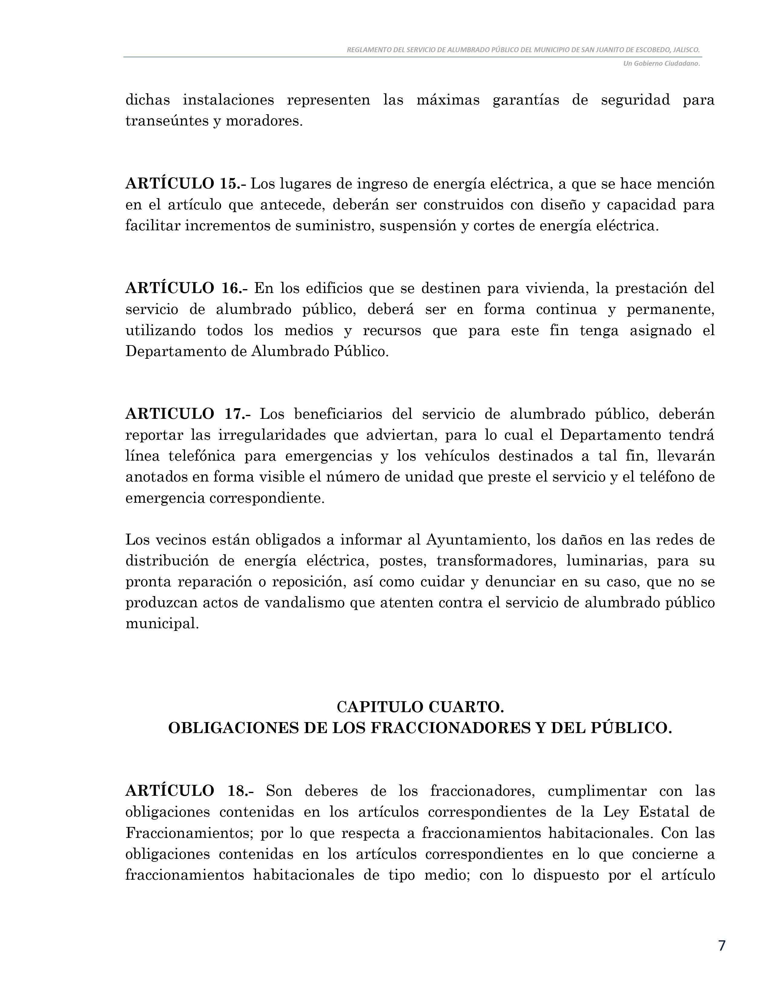 REGLAMENTO DEL SERVICIO DE ALUMBRADO PÚBLICO DEL MUNICIPIO DE SAN JUANITO DE ESCOBEDO, JALISCO.
Un Gobierno Ciudadano.
dichas instalaciones representen las máximas garantías de seguridad para
transeúntes y moradores.
ARTÍCULO 15.- Los lugares de ingreso de energía eléctrica, a que se hace mención
en el artículo que antecede, deberán ser construidos con diseño y capacidad para
facilitar incrementos de suministro, suspensión y cortes de energía eléctrica.
ARTÍCULO 16.- En los edificios que se destinen para vivienda, la prestación del
servicio de alumbrado público, deberá ser en forma continua y permanente,
utilizando todos los medios y recursos que para este fin tenga asignado el
Departamento de Alumbrado Público.
ARTICULO 17.- Los beneficiarios del servicio de alumbrado público, deberán
reportar las irregularidades que adviertan, para lo cual el Departamento tendrá
línea telefónica para emergencias y los vehículos destinados a tal fin, llevarán
anotados en forma visible el número de unidad que preste el servicio y el teléfono de
emergencia correspondiente.
Los vecinos están obligados a informar al Ayuntamiento, los daños en las redes de
distribución de energía eléctrica, postes, transformadores, luminarias, para su
pronta reparación o reposición, así como cuidar y denunciar en su caso, que no se
produzcan actos de vandalismo que atenten contra el servicio de alumbrado público
municipal.
CAPITULO CUARTO.
OBLIGACIONES DE LOS FRACCIONADORES Y DEL PÚBLICO.
ARTÍCULO 18.- Son deberes de los fraccionadores, cumplimentar con las
obligaciones contenidas en los artículos correspondientes de la Ley Estatal de
Fraccionamientos; por lo que respecta a fraccionamientos habitacionales. Con las
obligaciones contenidas en los artículos correspondientes en lo que concierne a
fraccionamientos habitacionales de tipo medio; con lo dispuesto por el artículo
7